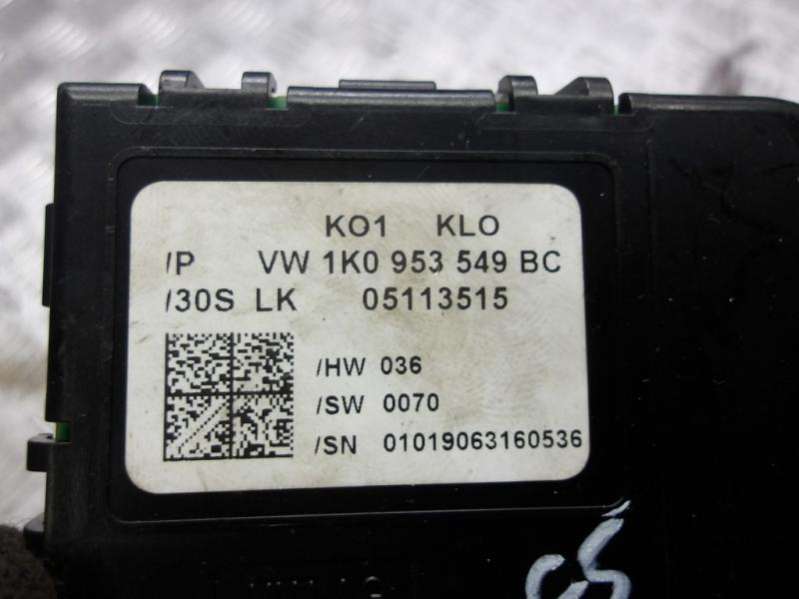 KO1 KLO
/P VW 1K0 953 549 BC
/30S LK 05113515
/HW 036
/SW 0070
/SN 01019063160536